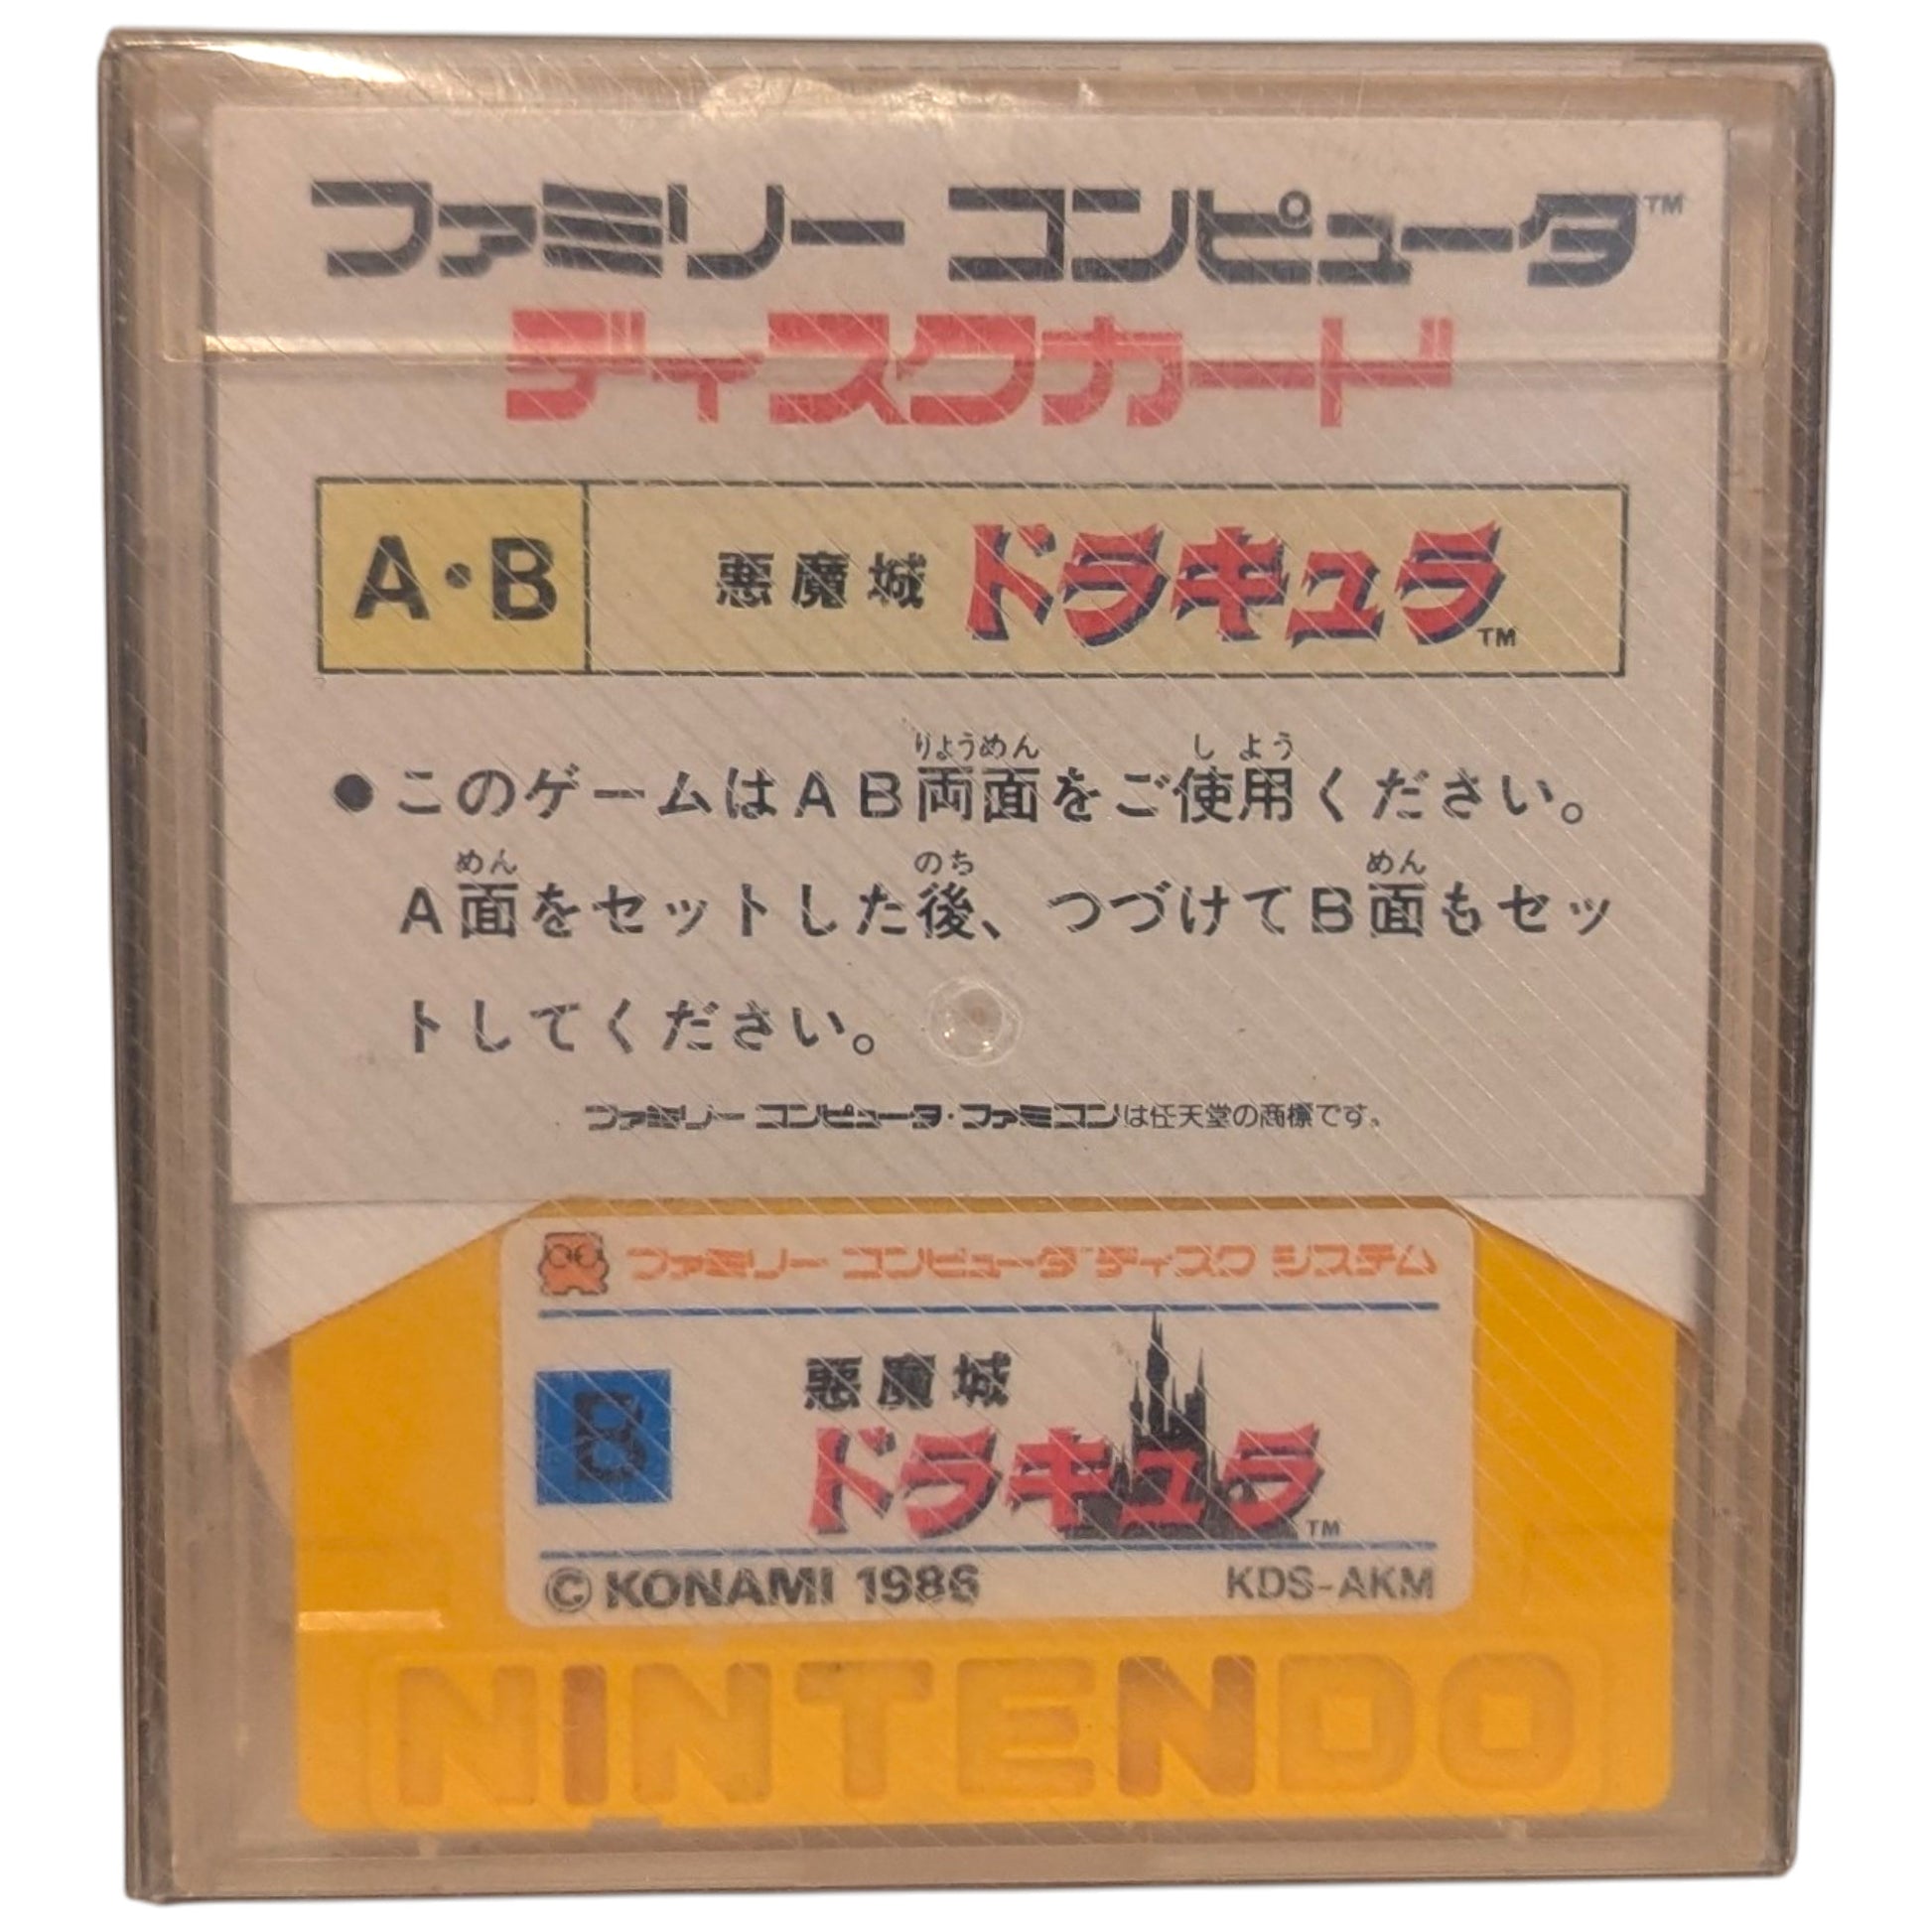 ファミリー コンピュータ™
ディスクカード
A・B 悪魔城 ドラキュラ™
りょうめん しよう
●このゲームはAB両面をご使用ください。
めん のち めん
A面をセットした後、つづけてB面もセッ
トしてください。
ファミリー コンピュータ・ファミコンは任天堂の商標です。
ファミリー コンピュータ ディスク システム
悪魔城
B
ドラキュラ™
©KONAMI 1986 KDS-AKM
NINTENDO